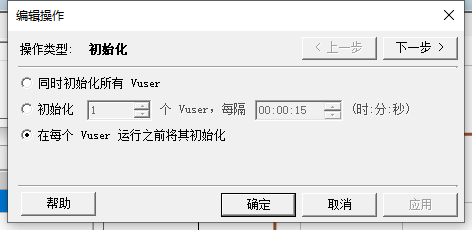 编辑操作
操作类型: 初始化 < 上一步 下一步 >
同时初始化所有 Vuser
初始化 1 个 Vuser，每隔 00:00:15 (时:分:秒)
在每个 Vuser 运行之前将其初始化
帮助 确定 取消 应用